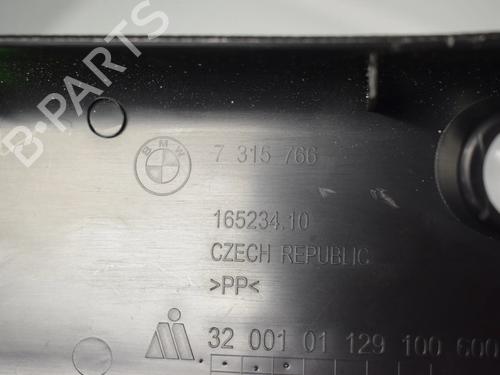 B-PARTS
BMW
7 315 766
165234.10
CZECH REPUBLIC
>PP<
32 001 01 129 100 600